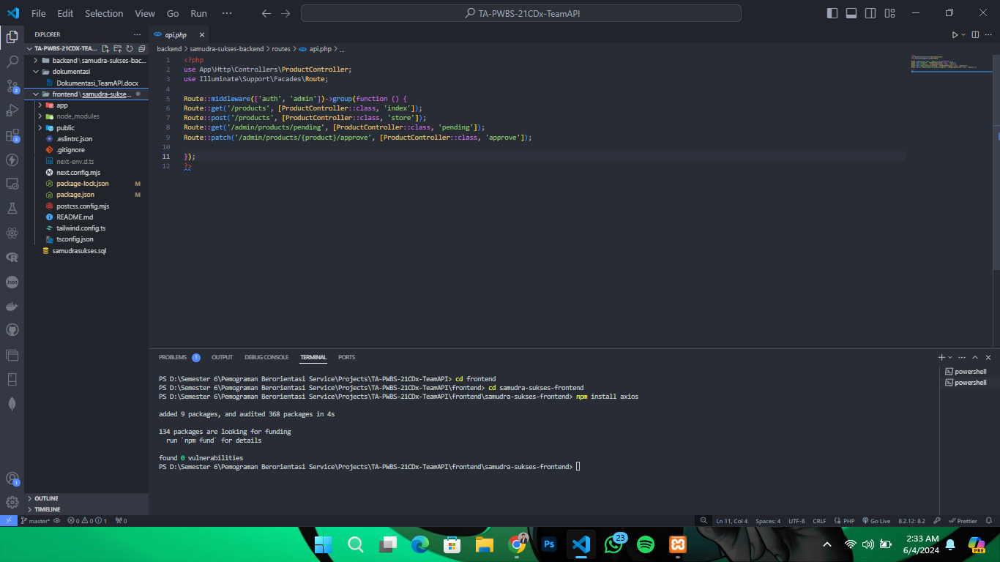 File Edit Selection View Go Run ···
TA-PWBS-21CDx-TeamAPI
EXPLORER
TA-PWBS-21CDX-TEA...
backend\samudra-sukses-bac...
dokumentasi
Dokumentasi_TeamAPI.docx
frontend\samudra-sukse...
app
node_modules
public
.eslintrc.json
.gitignore
next-env.d.ts
next.config.mjs
package-lock.json M
package.json M
postcss.config.mjs
README.md
tailwind.config.ts
tsconfig.json
samudrasukses.sql
OUTLINE
TIMELINE
api.php
backend > samudra-sukses-backend > routes > api.php > ...
1 <?php
2 use App\Http\Controllers\ProductController;
3 use Illuminate\Support\Facades\Route;
4
5 Route::middleware(['auth', 'admin'])->group(function () {
6 Route::get('/products', [ProductController::class, 'index']);
7 Route::post('/products', [ProductController::class, 'store']);
8 Route::get('/admin/products/pending', [ProductController::class, 'pending']);
9 Route::patch('/admin/products/{product}/approve', [ProductController::class, 'approve']);
10
11 });
12 ?>
PROBLEMS 1 OUTPUT DEBUG CONSOLE TERMINAL PORTS
PS D:\Semester 6\Pemograman Berorientasi Service\Projects\TA-PWBS-21CDx-TeamAPI> cd frontend
PS D:\Semester 6\Pemograman Berorientasi Service\Projects\TA-PWBS-21CDx-TeamAPI\frontend> cd samudra-sukses-frontend
PS D:\Semester 6\Pemograman Berorientasi Service\Projects\TA-PWBS-21CDx-TeamAPI\frontend\samudra-sukses-frontend> npm install axios
added 9 packages, and audited 368 packages in 4s
134 packages are looking for funding
run `npm fund` for details
found 0 vulnerabilities
PS D:\Semester 6\Pemograman Berorientasi Service\Projects\TA-PWBS-21CDx-TeamAPI\frontend\samudra-sukses-frontend>
powershell
powershell
2
3
Json
1
master* 0 0 1 0
Ln 11, Col 4 Spaces: 4 UTF-8 CRLF PHP Go Live 8.2.12: 8.2 Prettier
Ps
23
2:33 AM
6/4/2024
PRE